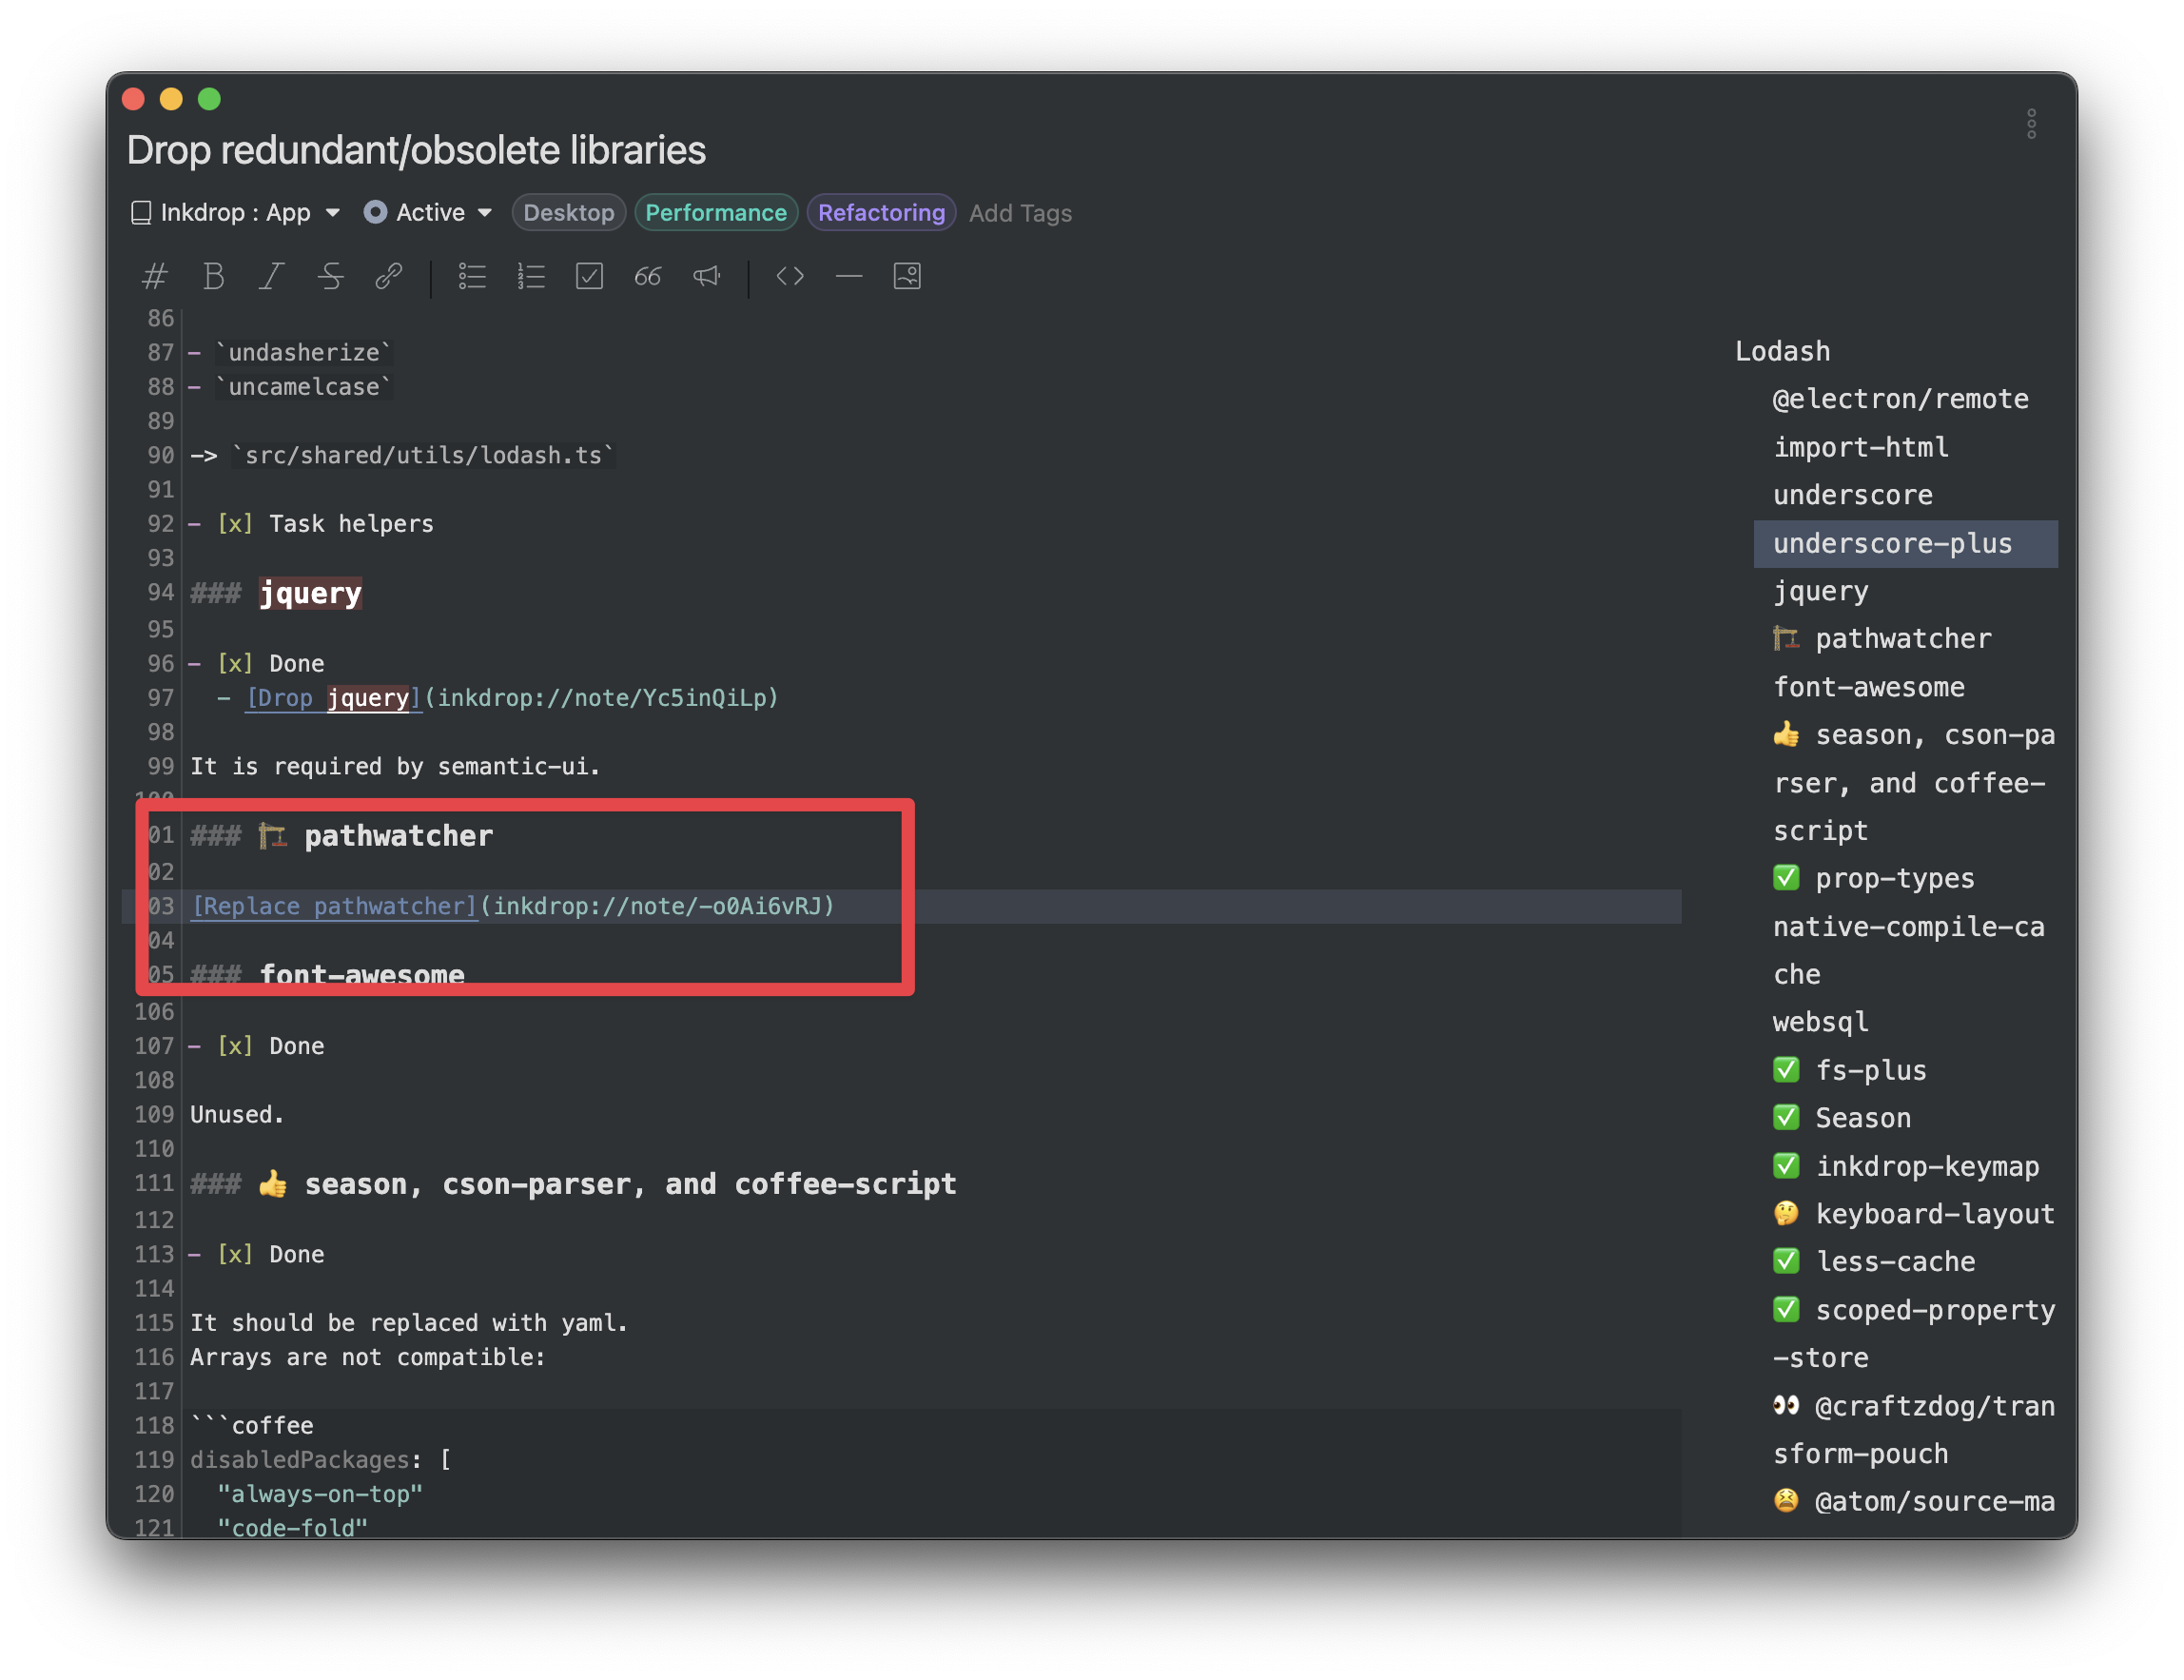 Drop redundant/obsolete libraries
Inkdrop : App Active Desktop Performance Refactoring Add Tags
86
87 - `undasherize`
88 - `uncamelcase`
89
90 -> `src/shared/utils/lodash.ts`
91
92 - [x] Task helpers
93
94 ### jquery
95
96 - [x] Done
97 - [Drop jquery](inkdrop://note/Yc5inQiLp)
98
99 It is required by semantic-ui.
100
01 ### 🏗️ pathwatcher
02
03 [Replace pathwatcher](inkdrop://note/-o0Ai6vRJ)
04
05 ### font-awesome
106
107 - [x] Done
108
109 Unused.
110
111 ### 👍 season, cson-parser, and coffee-script
112
113 - [x] Done
114
115 It should be replaced with yaml.
116 Arrays are not compatible:
117
118 ```coffee
119 disabledPackages: [
120 "always-on-top"
121 "code-fold"
Lodash
@electron/remote
import-html
underscore
underscore-plus
jquery
🏗️ pathwatcher
font-awesome
👍 season, cson-pa
rser, and coffee-
script
✅ prop-types
native-compile-ca
che
websql
✅ fs-plus
✅ Season
✅ inkdrop-keymap
🤔 keyboard-layout
✅ less-cache
✅ scoped-property
-store
👀 @craftzdog/tran
sform-pouch
😫 @atom/source-ma